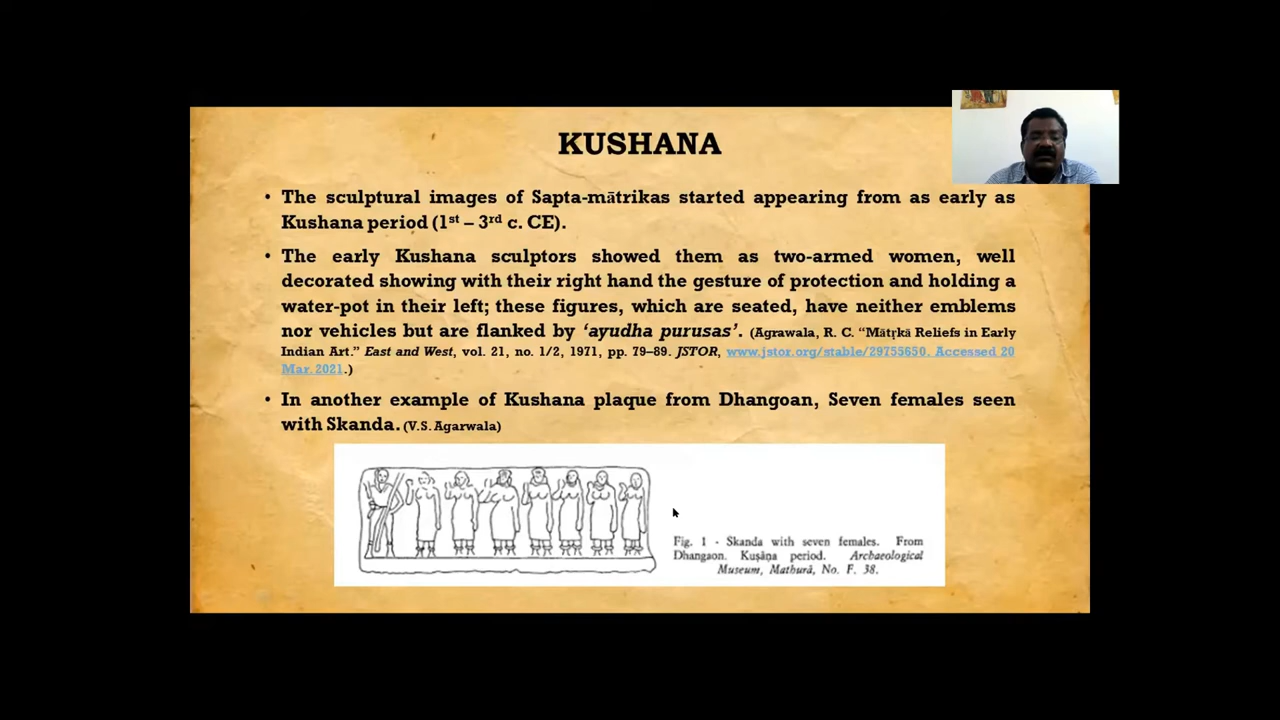 KUSHANA
• The sculptural images of Sapta-mātrikas started appearing from as early as
Kushana period (1st – 3rd c. CE).
• The early Kushana sculptors showed them as two-armed women, well
decorated showing with their right hand the gesture of protection and holding a
water-pot in their left; these figures, which are seated, have neither emblems
nor vehicles but are flanked by ‘ayudha purusas’. (Agrawala, R. C. “Mātṛkā Reliefs in Early
Indian Art.” East and West, vol. 21, no. 1/2, 1971, pp. 79–89. JSTOR, www.jstor.org/stable/29755650. Accessed 20
Mar. 2021.)
• In another example of Kushana plaque from Dhangoan, Seven females seen
with Skanda. (V.S. Agarwala)
Fig. 1 - Skanda with seven females. From
Dhangaon. Kuṣāṇa period. Archaeological
Museum, Mathurā, No. F. 38.